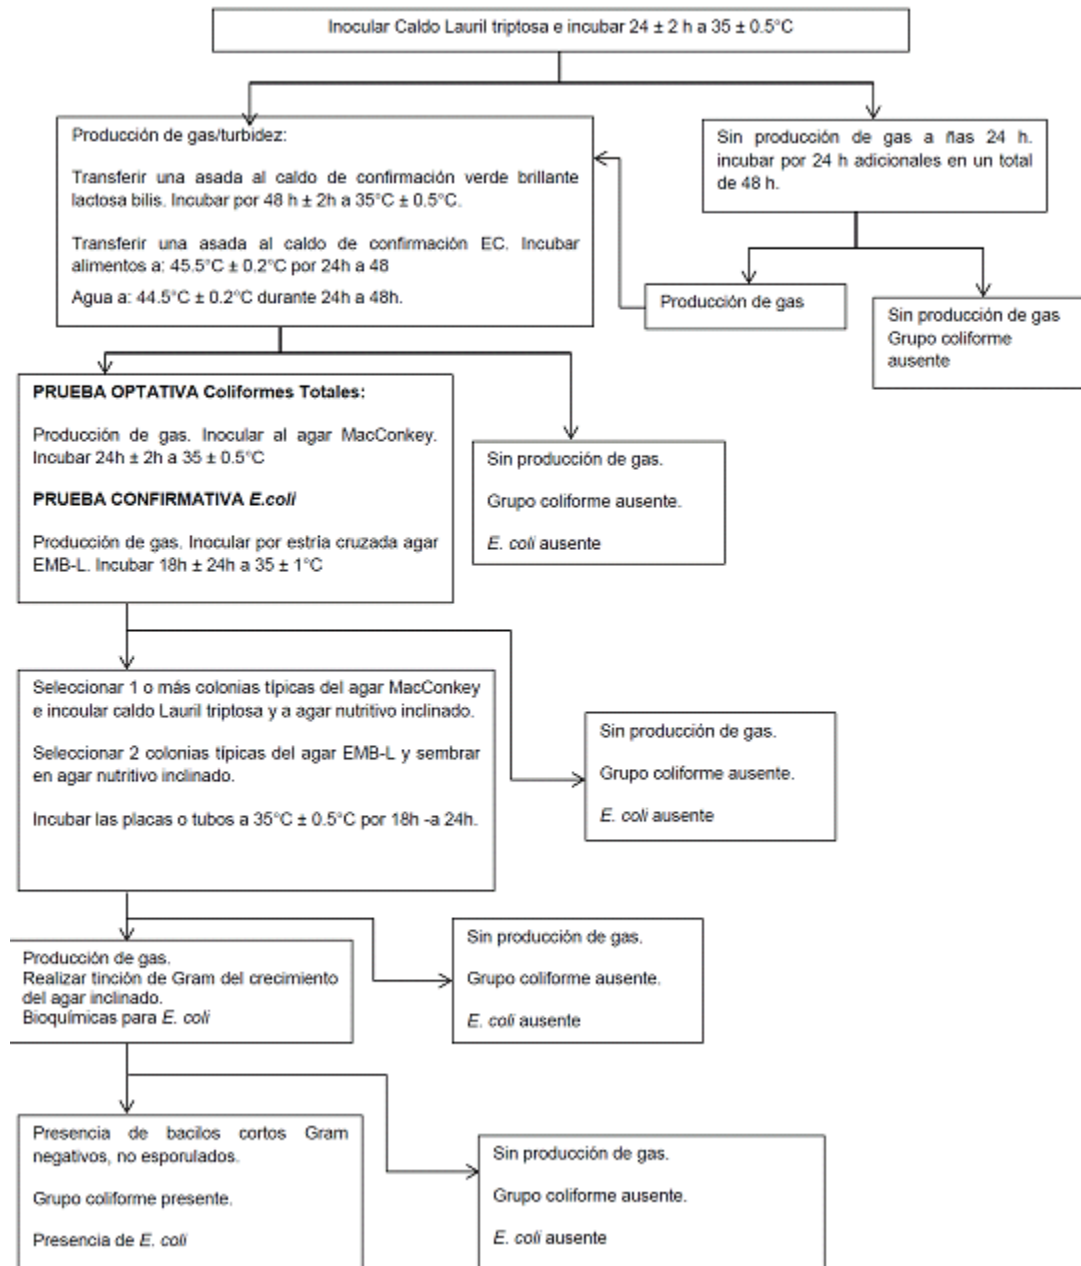 Inocular Caldo Lauril triptosa e incubar 24 ± 2 h a 35 ± 0.5°C
Producción de gas/turbidez:
Transferir una asada al caldo de confirmación verde brillante
lactosa bilis. Incubar por 48 h ± 2h a 35°C ± 0.5°C.
Transferir una asada al caldo de confirmación EC. Incubar
alimentos a: 45.5°C ± 0.2°C por 24h a 48
Agua a: 44.5°C ± 0.2°C durante 24h a 48h.
Sin producción de gas a ñas 24 h.
incubar por 24 h adicionales en un total
de 48 h.
Producción de gas
Sin producción de gas
Grupo coliforme
ausente
PRUEBA OPTATIVA Coliformes Totales:
Producción de gas. Inocular al agar MacConkey.
Incubar 24h ± 2h a 35 ± 0.5°C
PRUEBA CONFIRMATIVA E.coli
Producción de gas. Inocular por estría cruzada agar
EMB-L. Incubar 18h ± 24h a 35 ± 1°C
Sin producción de gas.
Grupo coliforme ausente.
E. coli ausente
Seleccionar 1 o más colonias típicas del agar MacConkey
e incoular caldo Lauril triptosa y a agar nutritivo inclinado.
Seleccionar 2 colonias típicas del agar EMB-L y sembrar
en agar nutritivo inclinado.
Incubar las placas o tubos a 35°C ± 0.5°C por 18h -a 24h.
Sin producción de gas.
Grupo coliforme ausente.
E. coli ausente
Producción de gas.
Realizar tinción de Gram del crecimiento
del agar inclinado.
Bioquímicas para E. coli
Sin producción de gas.
Grupo coliforme ausente.
E. coli ausente
Presencia de bacilos cortos Gram
negativos, no esporulados.
Grupo coliforme presente.
Presencia de E. coli
Sin producción de gas.
Grupo coliforme ausente.
E. coli ausente